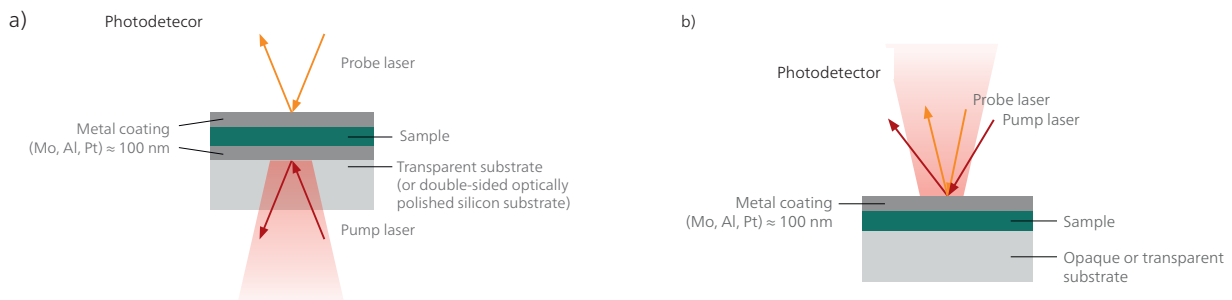 a)
Photodetecor
Probe laser
Metal coating
(Mo, Al, Pt) ≈ 100 nm
Sample
Transparent substrate
(or double-sided optically
polished silicon substrate)
Pump laser
b)
Photodetector
Probe laser
Pump laser
Metal coating
(Mo, Al, Pt) ≈ 100 nm
Sample
Opaque or transparent
substrate